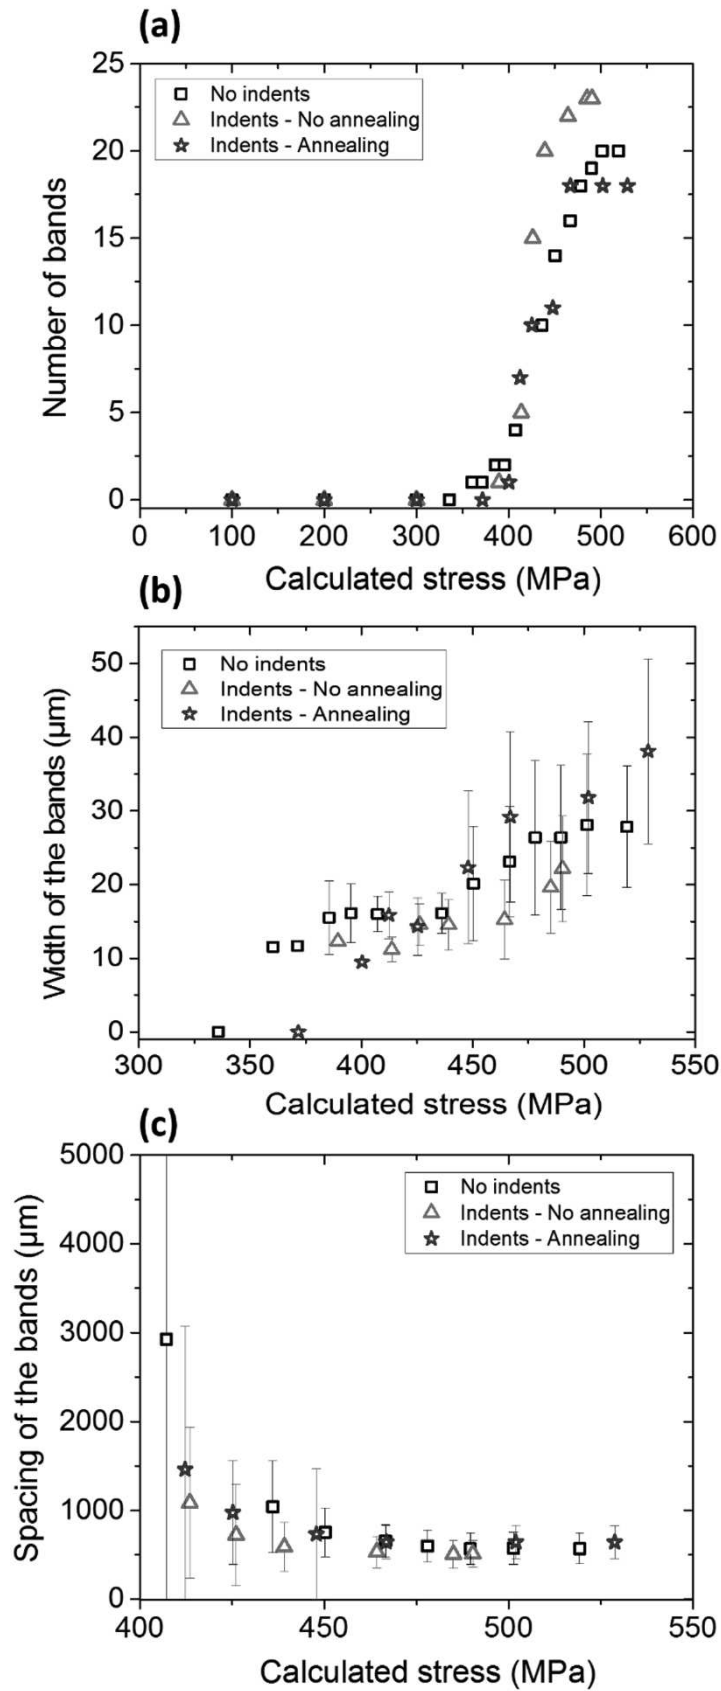 (a)
25
20
15
10
5
0
Number of bands
No indents
Indents - No annealing
Indents - Annealing
0 100 200 300 400 500 600
Calculated stress (MPa)
(b)
50
40
30
20
10
0
Width of the bands (μm)
No indents
Indents - No annealing
Indents - Annealing
300 350 400 450 500 550
Calculated stress (MPa)
(c)
5000
4000
3000
2000
1000
0
Spacing of the bands (μm)
No indents
Indents - No annealing
Indents - Annealing
400 450 500 550
Calculated stress (MPa)